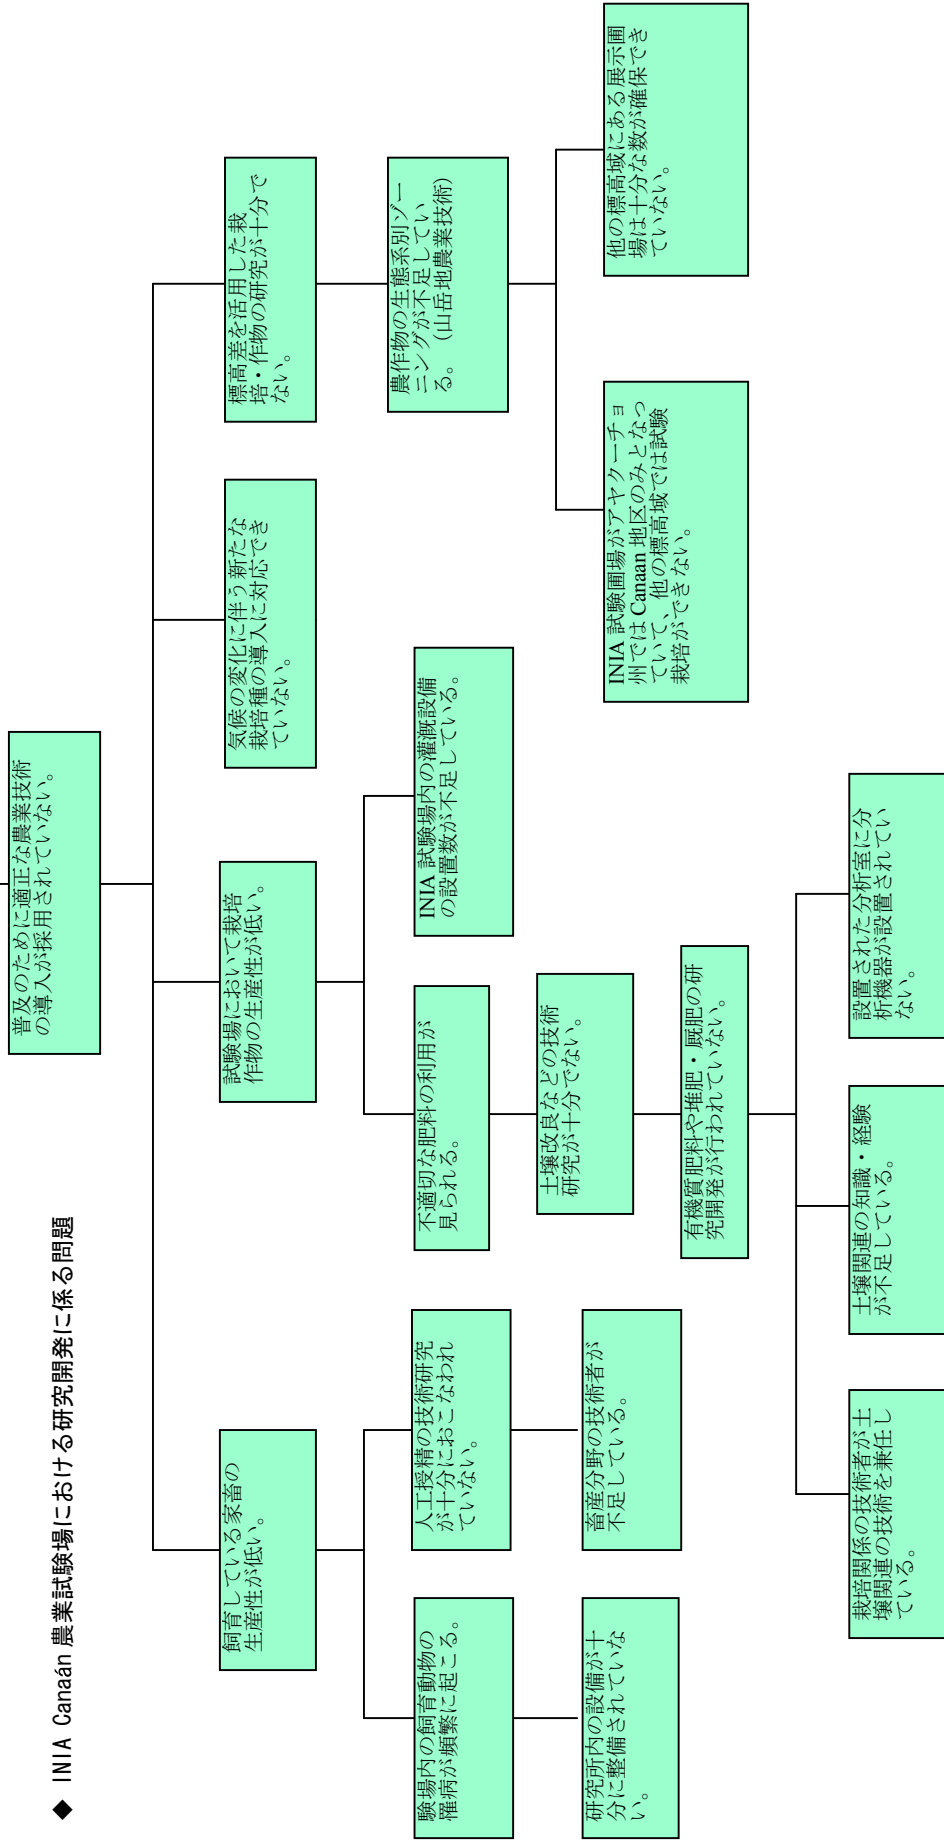 ◆ INIA Canaán 農業試験場における研究開発に係る問題
普及のために適正な農業技術
の導入が採用されていない。
飼育している家畜の
生産性が低い。
試験場において栽培
作物の生産性が低い。
気候の変化に伴う新たな
栽培種の導入に対応でき
ていない。
標高差を活用した栽
培・作物の研究が十分で
ない。
験場内の飼育動物の
罹病が頻繁に起こる。
人工授精の技術研究
が十分におこなわれ
ていない。
不適切な肥料の利用が
見られる。
INIA 試験場内の灌漑設備
の設置数が不足している。
農作物の生態系別ゾー
ニングが不足してい
る。（山岳地農業技術）
研究所内の設備が十
分に整備されていな
い。
畜産分野の技術者が
不足している。
土壌改良などの技術
研究が十分でない。
INIA 試験圃場がアヤクーチョ
州では Canaan 地区のみとなっ
ていて、他の標高域では試験
栽培ができない。
他の標高域にある展示圃
場は十分な数が確保でき
ていない。
有機質肥料や堆肥・厩肥の研
究開発が行われていない。
栽培関係の技術者が土
壌関連の技術を兼任し
ている。
土壌関連の知識・経験
が不足している。
設置された分析室に分
析機器が設置されてい
ない。